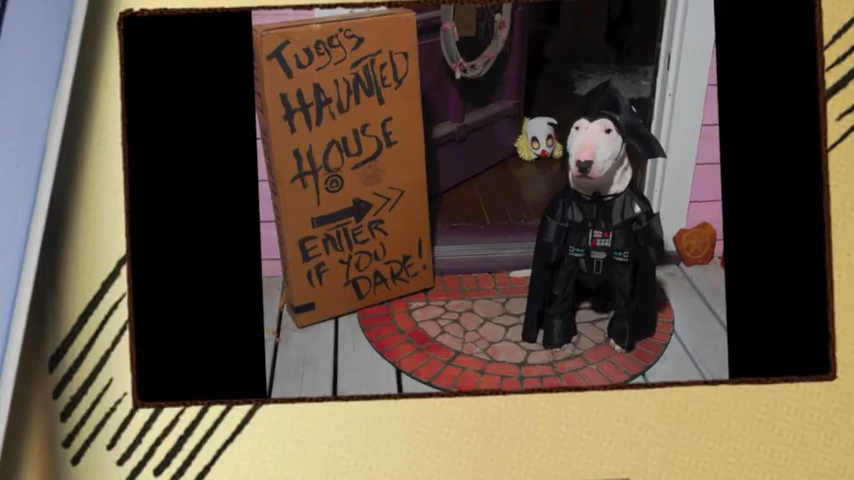 Tugg's
HAUNTED
HOUSE
ENTER
IF YOU
DARE!